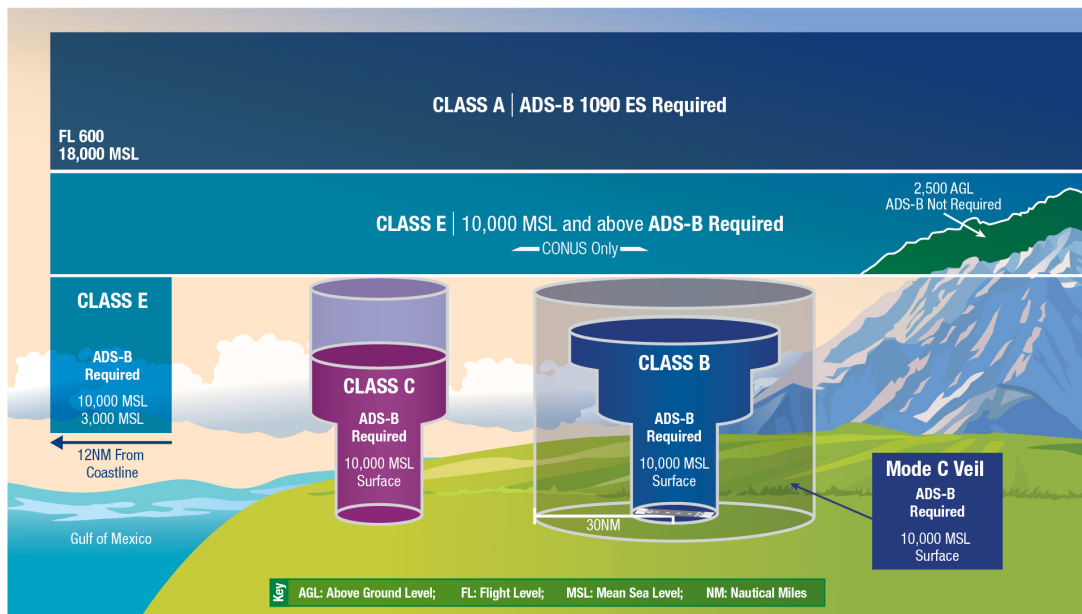 CLASS A | ADS-B 1090 ES Required
FL 600
18,000 MSL
2,500 AGL
ADS-B Not Required
CLASS E | 10,000 MSL and above ADS-B Required
CONUS Only
CLASS E
ADS-B
Required
10,000 MSL
3,000 MSL
12NM From
Coastline
Gulf of Mexico
CLASS C
ADS-B
Required
10,000 MSL
Surface
CLASS B
ADS-B
Required
10,000 MSL
Surface
30NM
Mode C Veil
ADS-B
Required
10,000 MSL
Surface
Key
AGL: Above Ground Level; FL: Flight Level; MSL: Mean Sea Level; NM: Nautical Miles